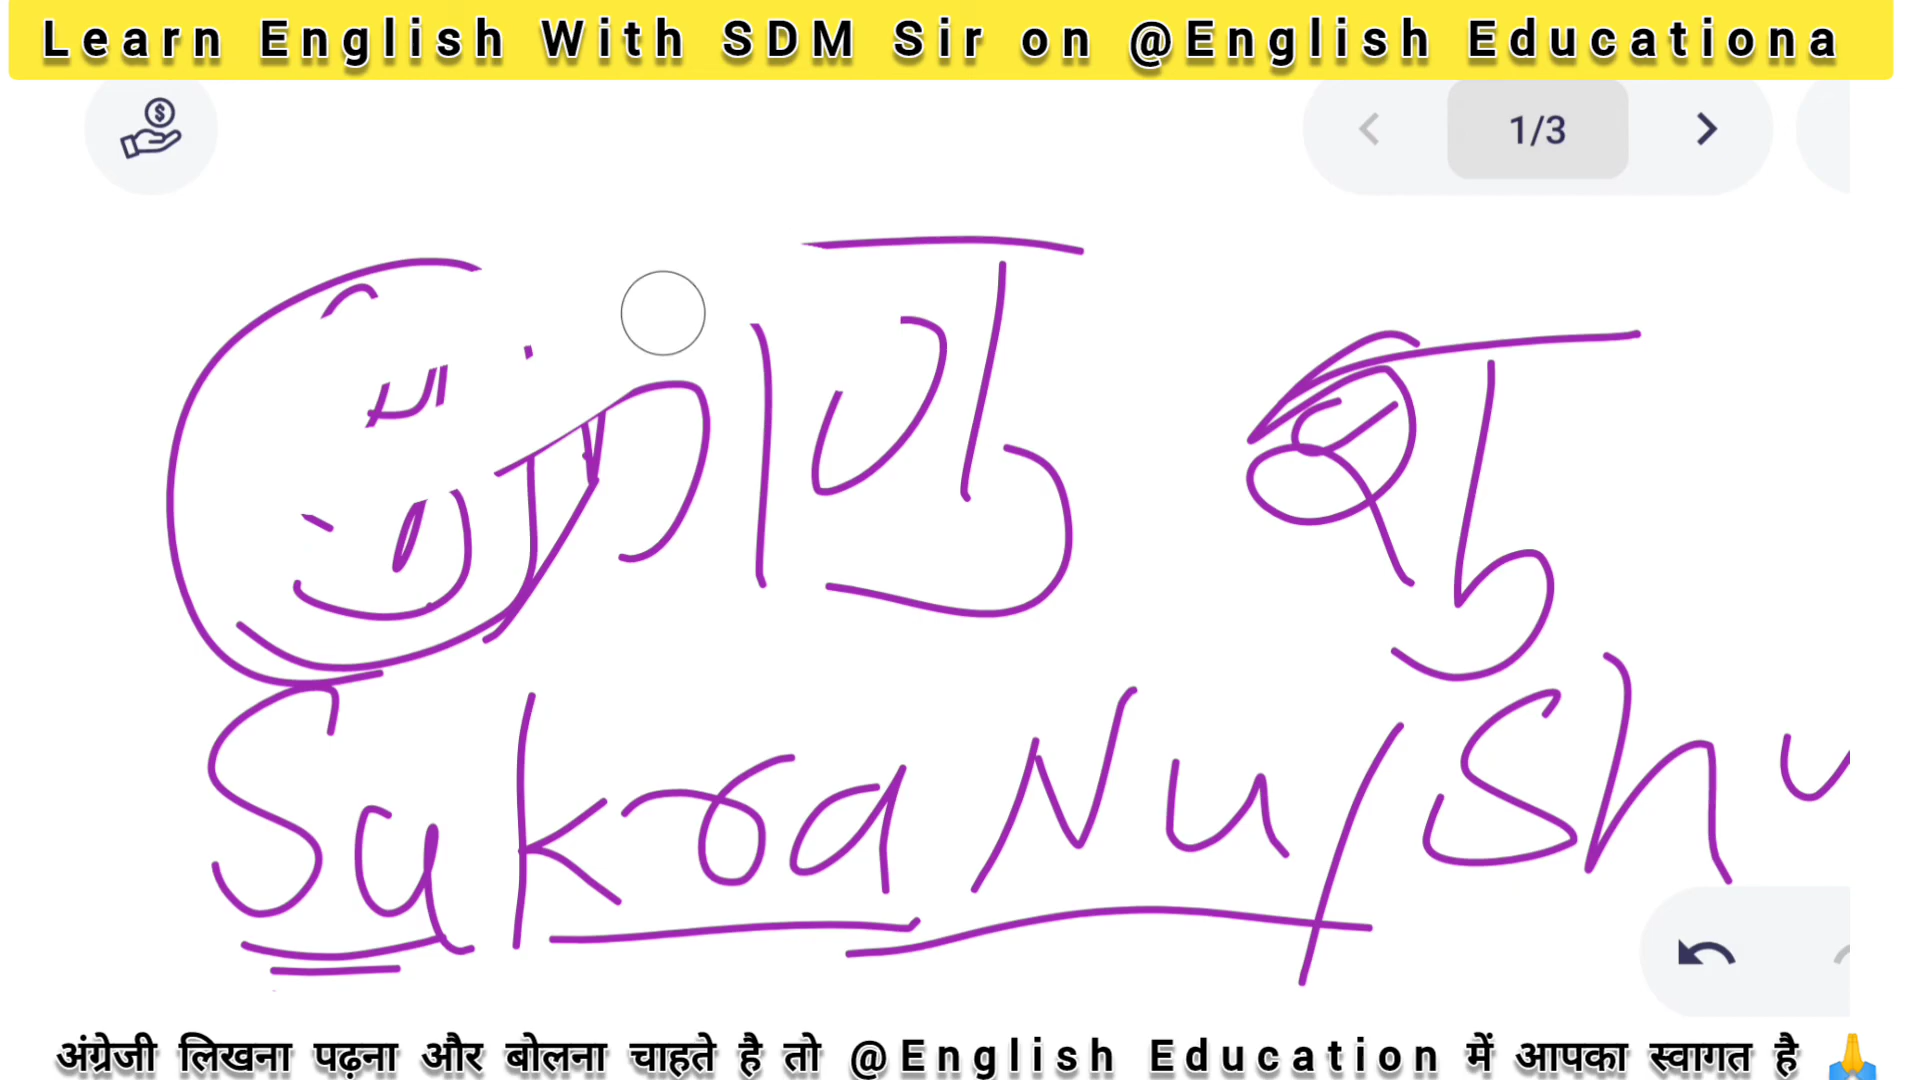 Learn English With SDM Sir on @English Educationa
1/3
SukraNu/Shu
अंग्रेजी लिखना पढ़ना और बोलना चाहते है तो @English Education में आपका स्वागत है 🙏